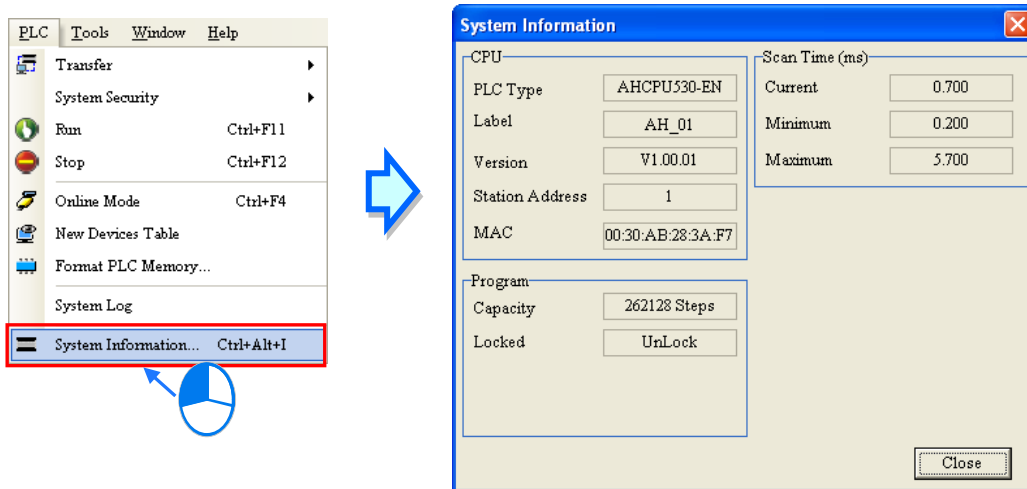 PLC Tools Window Help
Transfer
System Security
Run Ctrl+F11
Stop Ctrl+F12
Online Mode Ctrl+F4
New Devices Table
Format PLC Memory...
System Log
System Information... Ctrl+Alt+I
System Information
CPU
PLC Type AHCPU530-EN
Label AH_01
Version V1.00.01
Station Address 1
MAC 00:30:AB:28:3A:F7
Program
Capacity 262128 Steps
Locked UnLock
Scan Time (ms)
Current 0.700
Minimum 0.200
Maximum 5.700
Close